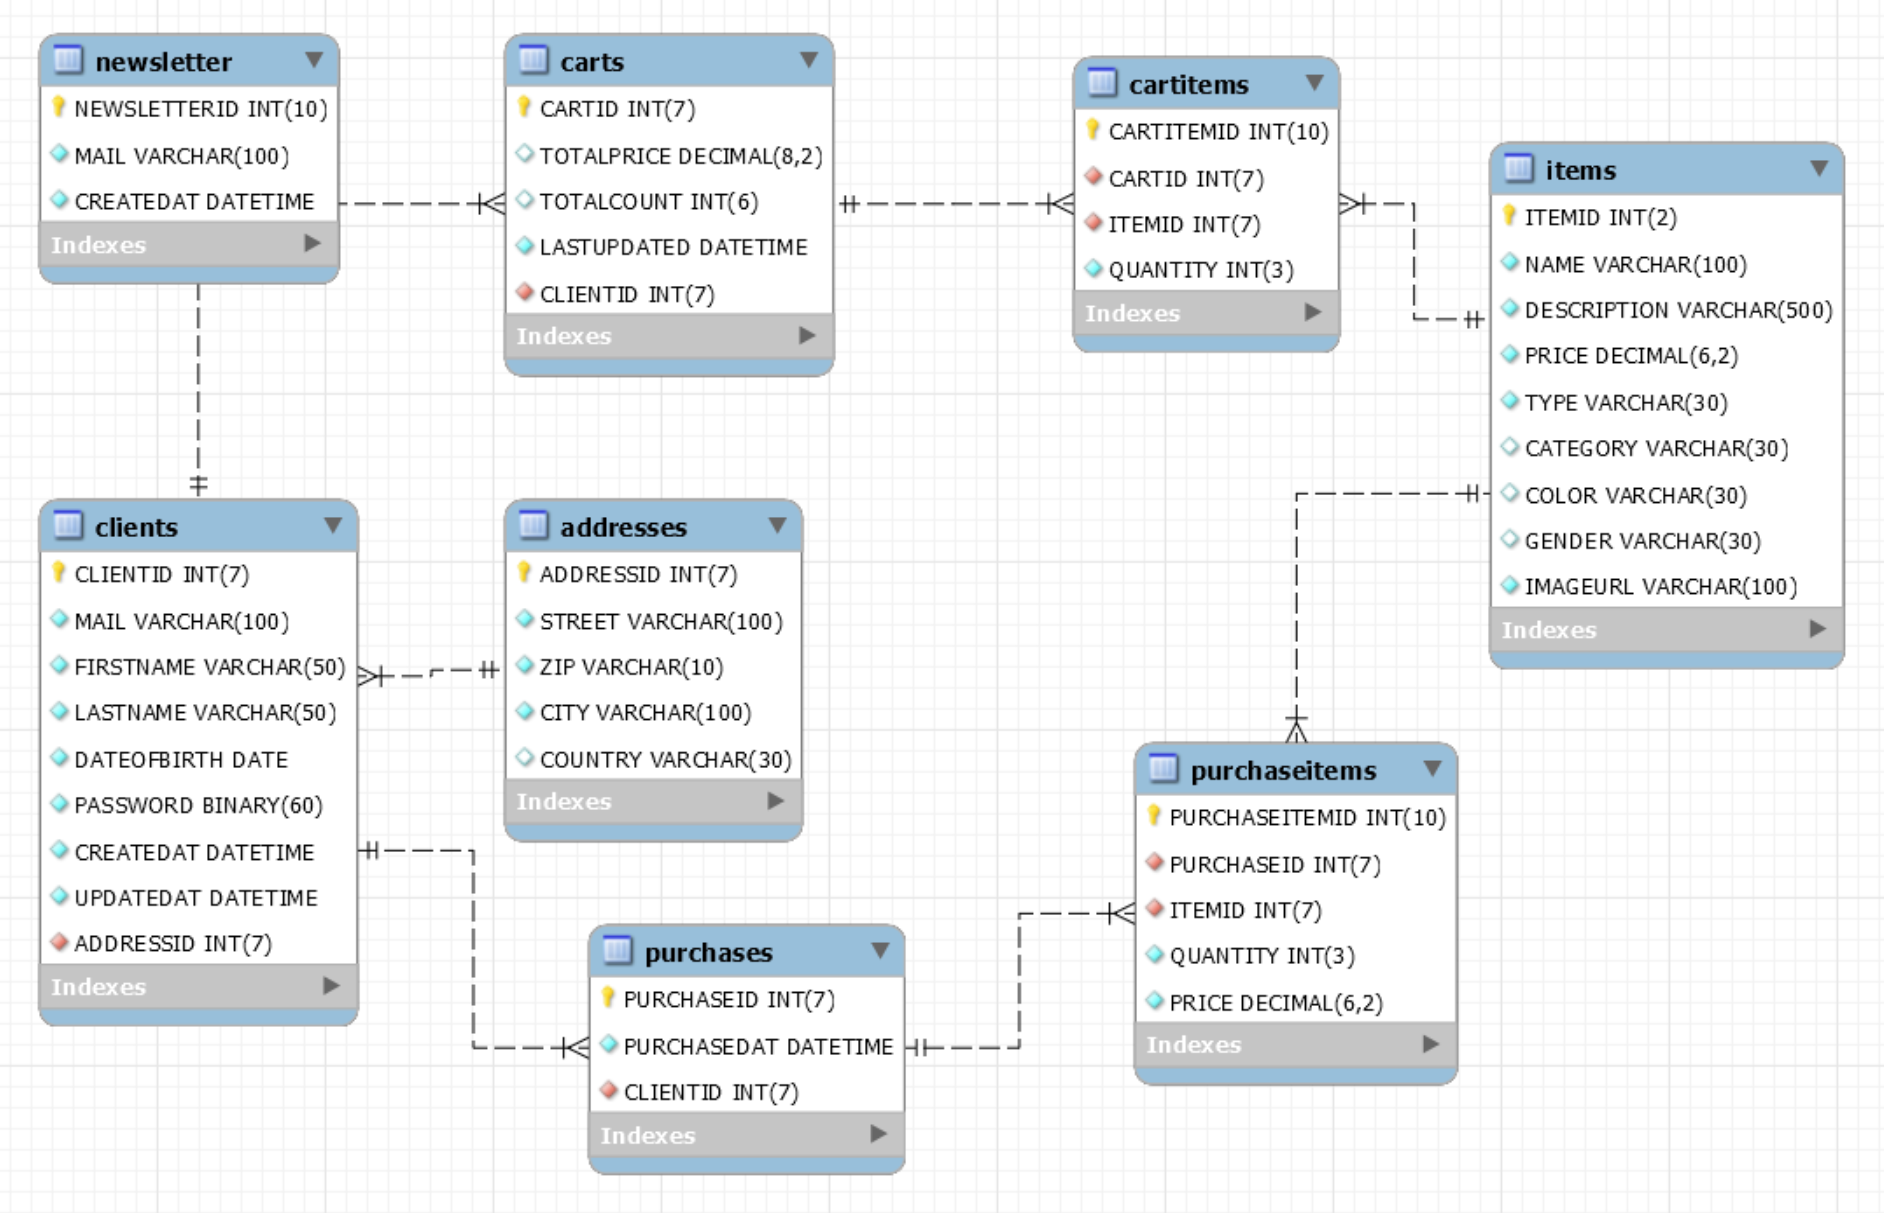 newsletter
NEWSLETTERID INT(10)
MAIL VARCHAR(100)
CREATEDAT DATETIME
Indexes
carts
CARTID INT(7)
TOTALPRICE DECIMAL(8,2)
TOTALCOUNT INT(6)
LASTUPDATED DATETIME
CLIENTID INT(7)
Indexes
cartitems
CARTITEMID INT(10)
CARTID INT(7)
ITEMID INT(7)
QUANTITY INT(3)
Indexes
items
ITEMID INT(2)
NAME VARCHAR(100)
DESCRIPTION VARCHAR(500)
PRICE DECIMAL(6,2)
TYPE VARCHAR(30)
CATEGORY VARCHAR(30)
COLOR VARCHAR(30)
GENDER VARCHAR(30)
IMAGEURL VARCHAR(100)
Indexes
clients
CLIENTID INT(7)
MAIL VARCHAR(100)
FIRSTNAME VARCHAR(50)
LASTNAME VARCHAR(50)
DATEOFBIRTH DATE
PASSWORD BINARY(60)
CREATEDAT DATETIME
UPDATEDAT DATETIME
ADDRESSID INT(7)
Indexes
addresses
ADDRESSID INT(7)
STREET VARCHAR(100)
ZIP VARCHAR(10)
CITY VARCHAR(100)
COUNTRY VARCHAR(30)
Indexes
purchases
PURCHASEID INT(7)
PURCHASEDAT DATETIME
CLIENTID INT(7)
Indexes
purchaseitems
PURCHASEITEMID INT(10)
PURCHASEID INT(7)
ITEMID INT(7)
QUANTITY INT(3)
PRICE DECIMAL(6,2)
Indexes